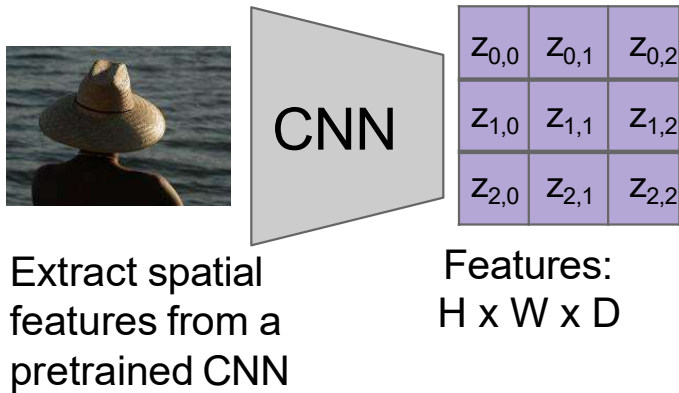 CNN
z0,0 z0,1 z0,2
z1,0 z1,1 z1,2
z2,0 z2,1 z2,2
Extract spatial
features from a
pretrained CNN
Features:
H x W x D